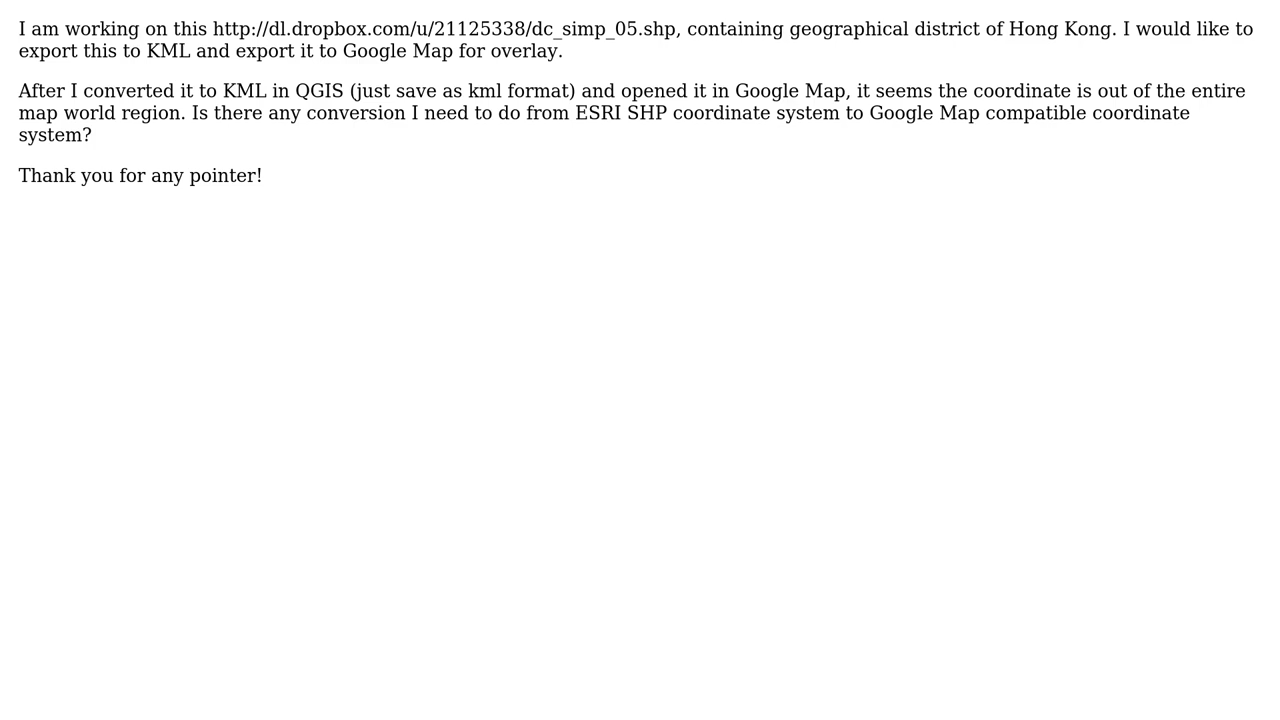 I am working on this http://dl.dropbox.com/u/21125338/dc_simp_05.shp, containing geographical district of Hong Kong. I would like to
export this to KML and export it to Google Map for overlay.
After I converted it to KML in QGIS (just save as kml format) and opened it in Google Map, it seems the coordinate is out of the entire
map world region. Is there any conversion I need to do from ESRI SHP coordinate system to Google Map compatible coordinate
system?
Thank you for any pointer!